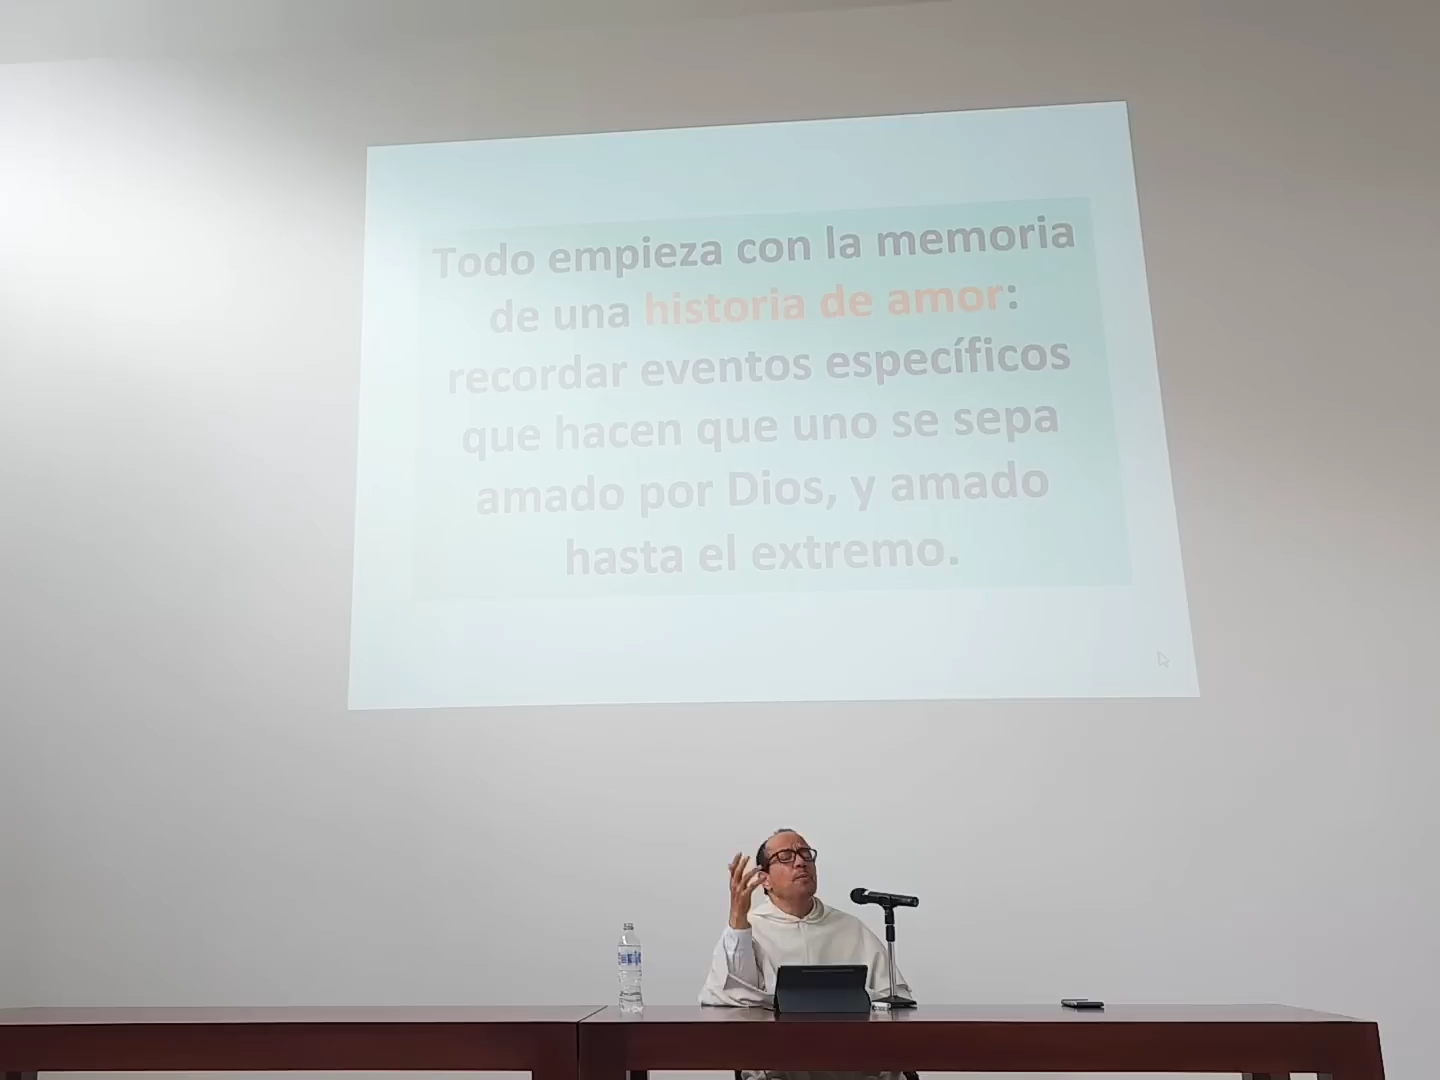 Todo empieza con la memoria
de una historia de amor:
recordar eventos específicos
que hacen que uno se sepa
amado por Dios, y amado
hasta el extremo.